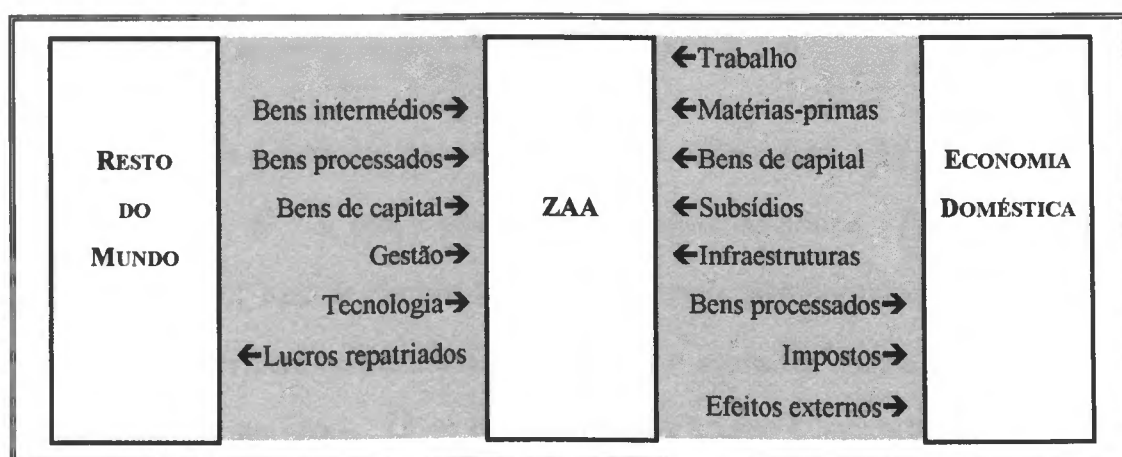 ←Trabalho
Bens intermédios→
←Matérias-primas
RESTO
DO
MUNDO
Bens processados→
Bens de capital→
Gestão→
Tecnologia→
←Lucros repatriados
ZAA
←Bens de capital
←Subsídios
←Infraestruturas
Bens processados→
Impostos→
Efeitos externos→
ECONOMIA
DOMÉSTICA